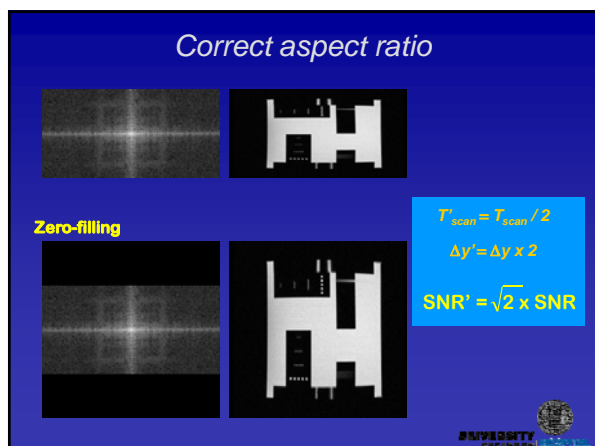 Correct aspect ratio
Zero-filling
T'scan = Tscan / 2
Δy' = Δy x 2
SNR' = √2 x SNR
UNIVERSITY